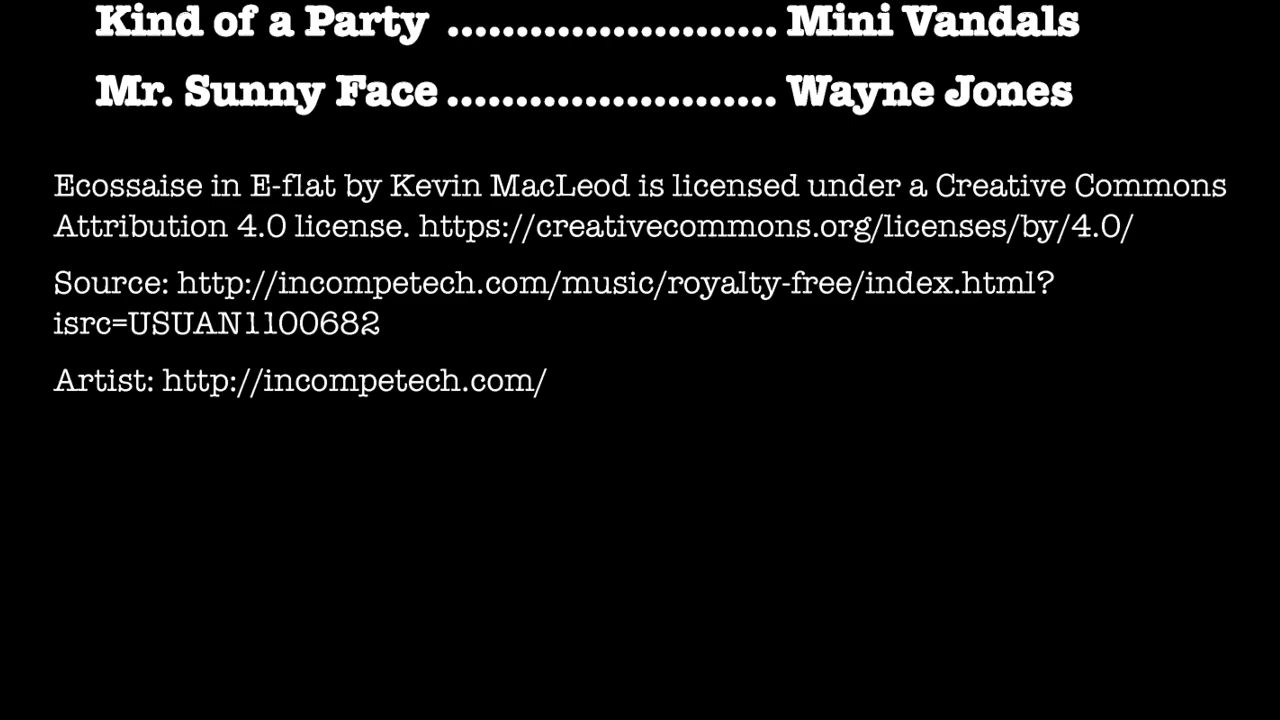 Kind of a Party ........................ Mini Vandals
Mr. Sunny Face ........................ Wayne Jones
Ecossaise in E-flat by Kevin MacLeod is licensed under a Creative Commons
Attribution 4.0 license. https://creativecommons.org/licenses/by/4.0/
Source: http://incompetech.com/music/royalty-free/index.html?
isrc=USUAN1100682
Artist: http://incompetech.com/